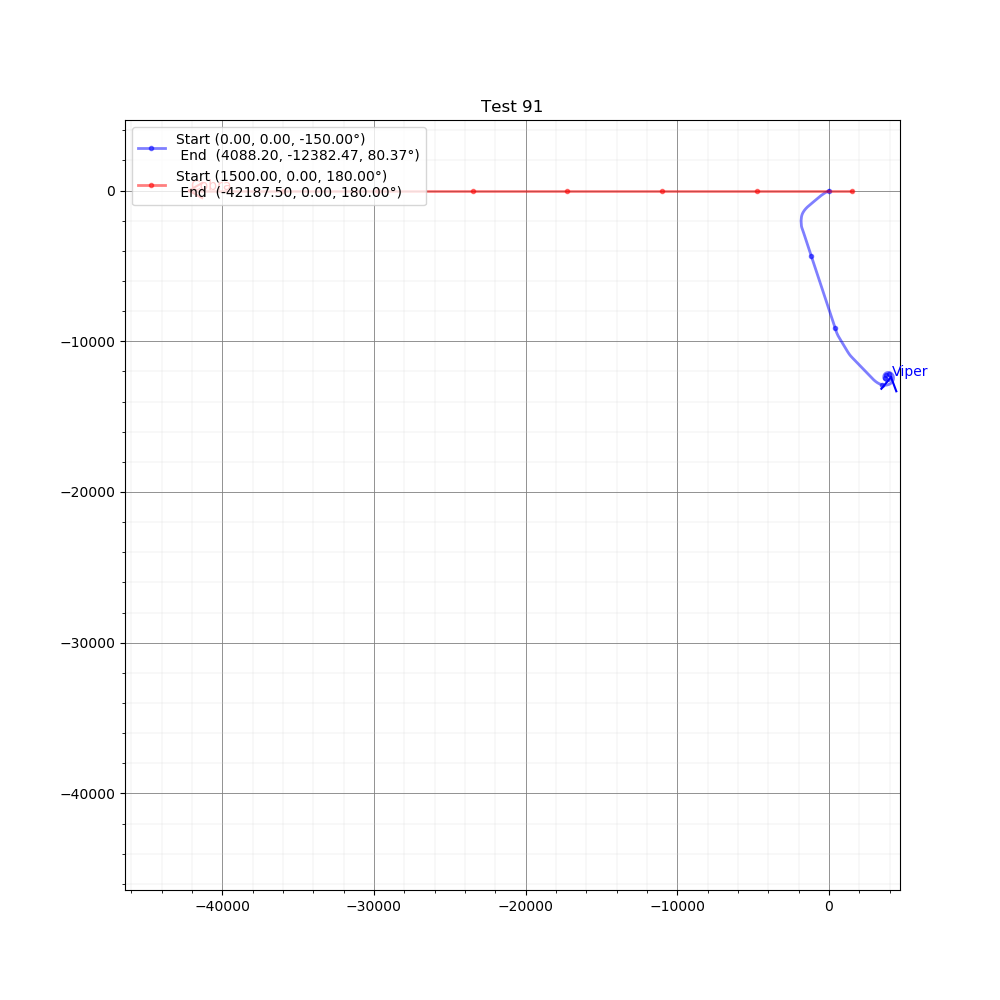 Test 91
Start (0.00, 0.00, -150.00°)
End (4088.20, -12382.47, 80.37°)
Start (1500.00, 0.00, 180.00°)
End (-42187.50, 0.00, 180.00°)
0
−10000
−20000
−30000
−40000
Viper
−40000
−30000
−20000
−10000
0